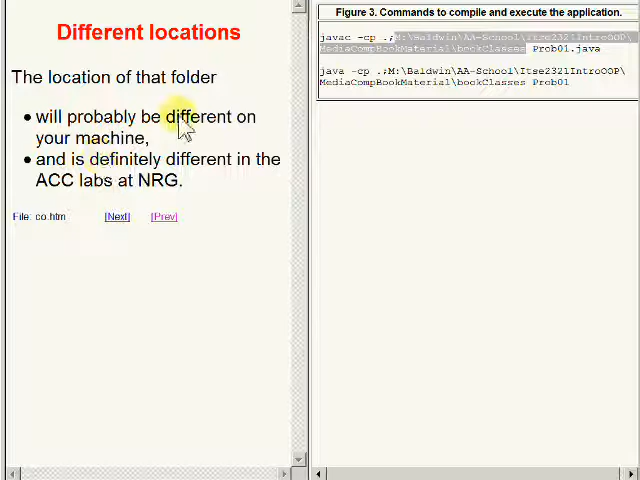 Different locations
The location of that folder
● will probably be different on
your machine,
● and is definitely different in the
ACC labs at NRG.
File: co.htm [Next] [Prev]
Figure 3. Commands to compile and execute the application.
javac -cp .;M:\Baldwin\AA-School\Itse2321IntroOOP\
MediaCompBookMaterial\bookClasses Prob01.java
java -cp .;M:\Baldwin\AA-School\Itse2321IntroOOP\
MediaCompBookMaterial\bookClasses Prob01